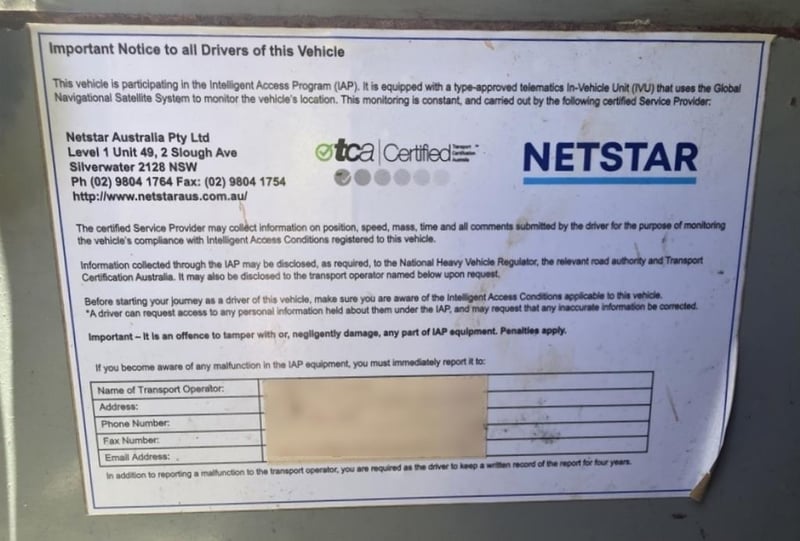 Important Notice to all Drivers of this Vehicle
This vehicle is participating in the Intelligent Access Program (IAP). It is equipped with a type-approved telematics In-Vehicle Unit (IVU) that uses the Global
Navigational Satellite System to monitor the vehicle's location. This monitoring is constant, and carried out by the following certified Service Provider:
Netstar Australia Pty Ltd
Level 1 Unit 49, 2 Slough Ave
Silverwater 2128 NSW
Ph (02) 9804 1764 Fax: (02) 9804 1754
http://www.netstaraus.com.au/
tca Certified
Transport
Certification
Australia
NETSTAR
The certified Service Provider may collect information on position, speed, mass, time and all comments submitted by the driver for the purpose of monitoring
the vehicle's compliance with Intelligent Access Conditions registered to this vehicle.
Information collected through the IAP may be disclosed, as required, to the National Heavy Vehicle Regulator, the relevant road authority and Transport
Certification Australia. It may also be disclosed to the transport operator named below upon request.
Before starting your journey as a driver of this vehicle, make sure you are aware of the Intelligent Access Conditions applicable to this vehicle.
*A driver can request access to any personal information held about them under the IAP, and may request that any inaccurate information be corrected.
Important – It is an offence to tamper with or, negligently damage, any part of IAP equipment. Penalties apply.
If you become aware of any malfunction in the IAP equipment, you must immediately report it to:
Name of Transport Operator:
Address:
Phone Number:
Fax Number:
Email Address:
In addition to reporting a malfunction to the transport operator, you are required as the driver to keep a written record of the report for four years.